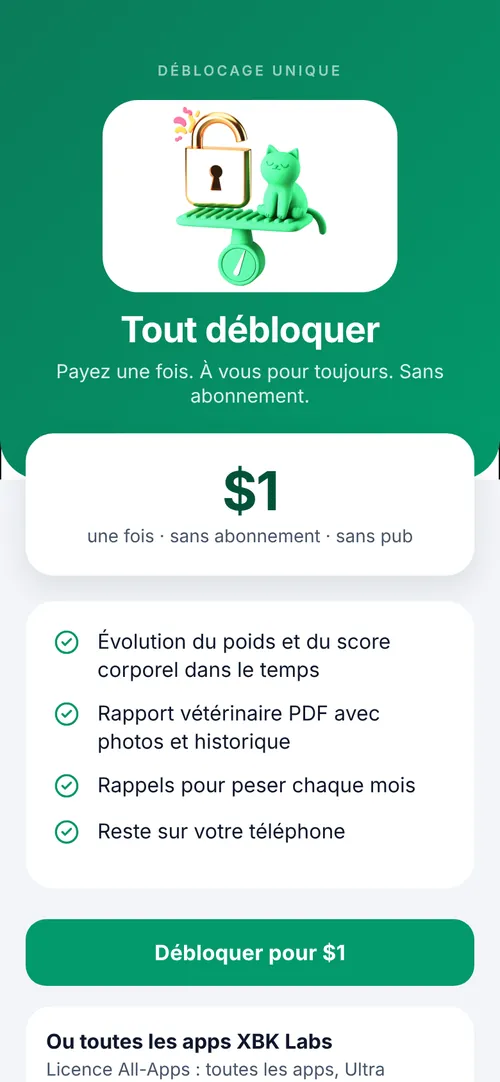 DÉBLOCAGE UNIQUE
Tout débloquer
Payez une fois. À vous pour toujours. Sans
abonnement.
$1
une fois · sans abonnement · sans pub
Évolution du poids et du score
corporel dans le temps
Rapport vétérinaire PDF avec
photos et historique
Rappels pour peser chaque mois
Reste sur votre téléphone
Débloquer pour $1
Ou toutes les apps XBK Labs
Licence All-Apps : toutes les apps, Ultra